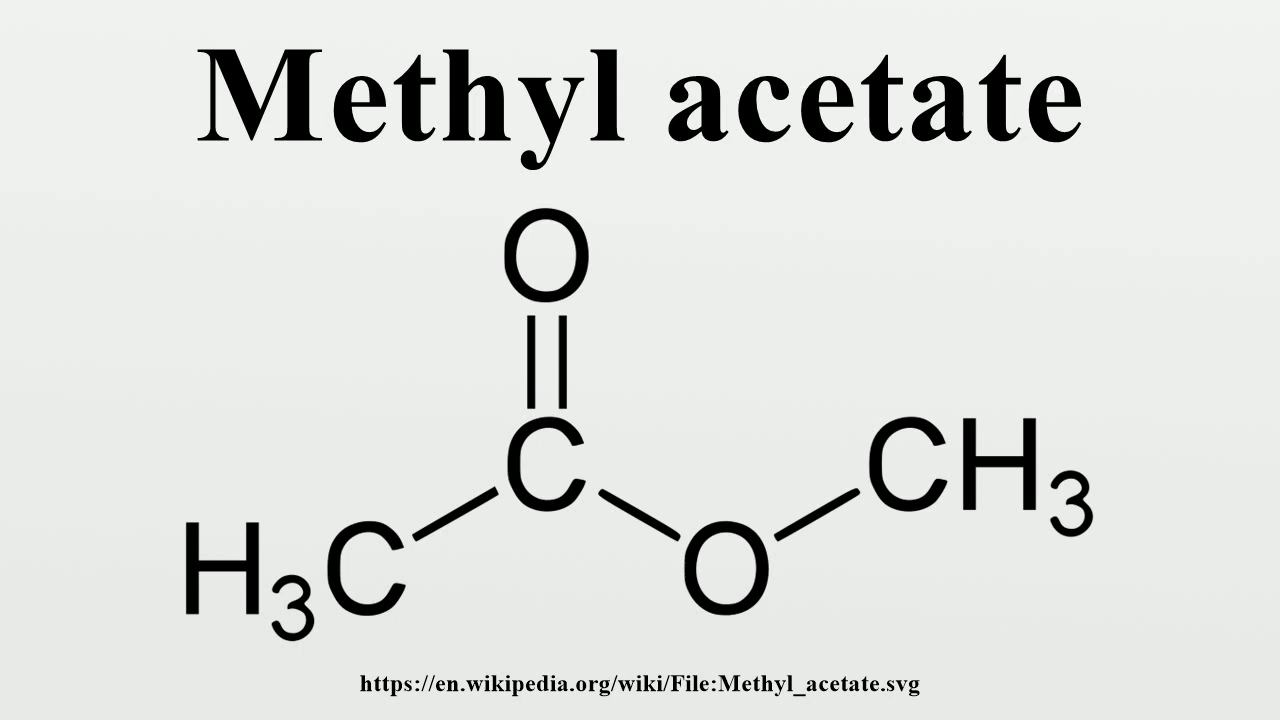 Methyl acetate
O
C
H₃C
O
CH₃
https://en.wikipedia.org/wiki/File:Methyl_acetate.svg